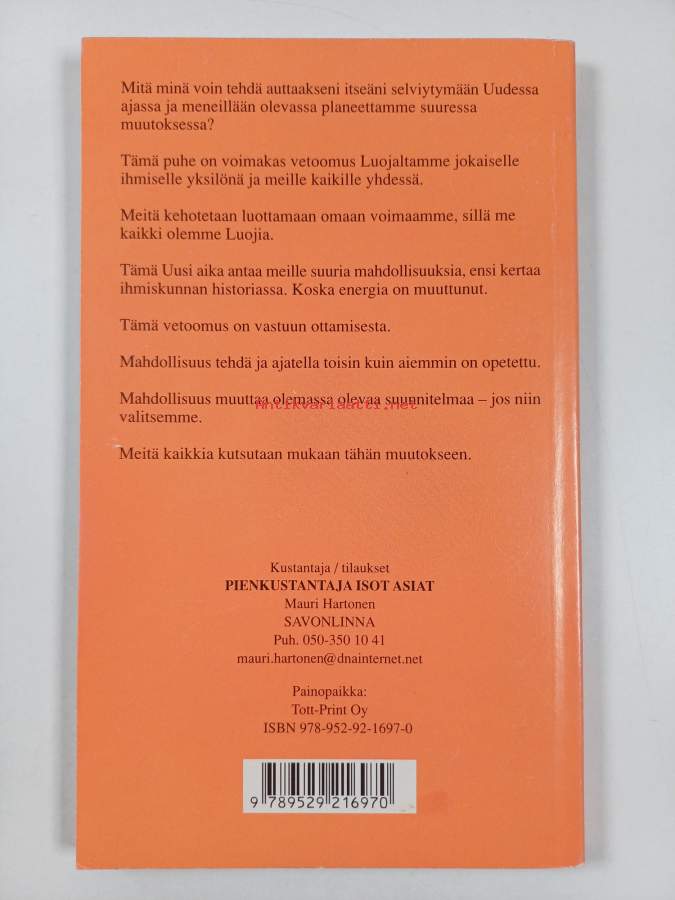 Mitä minä voin tehdä auttaakseni itseäni selviytymään Uudessa
ajassa ja meneillään olevassa planeettamme suuressa
muutoksessa?
Tämä puhe on voimakas vetoomus Luojaltamme jokaiselle
ihmiselle yksilönä ja meille kaikille yhdessä.
Meitä kehotetaan luottamaan omaan voimaamme, sillä me
kaikki olemme Luojia.
Tämä Uusi aika antaa meille suuria mahdollisuuksia, ensi kertaa
ihmiskunnan historiassa. Koska energia on muuttunut.
Tämä vetoomus on vastuun ottamisesta.
Mahdollisuus tehdä ja ajatella toisin kuin aiemmin on opetettu.
Mahdollisuus muuttaa olemassa olevaa suunnitelmaa – jos niin
Antikvariaatti.net
valitsemme.
Meitä kaikkia kutsutaan mukaan tähän muutokseen.
Kustantaja / tilaukset
PIENKUSTANTAJA ISOT ASIAT
Mauri Hartonen
SAVONLINNA
Puh. 050-350 10 41
mauri.hartonen@dnainternet.net
Painopaikka:
Tott-Print Oy
ISBN 978-952-92-1697-0
9 789529 216970